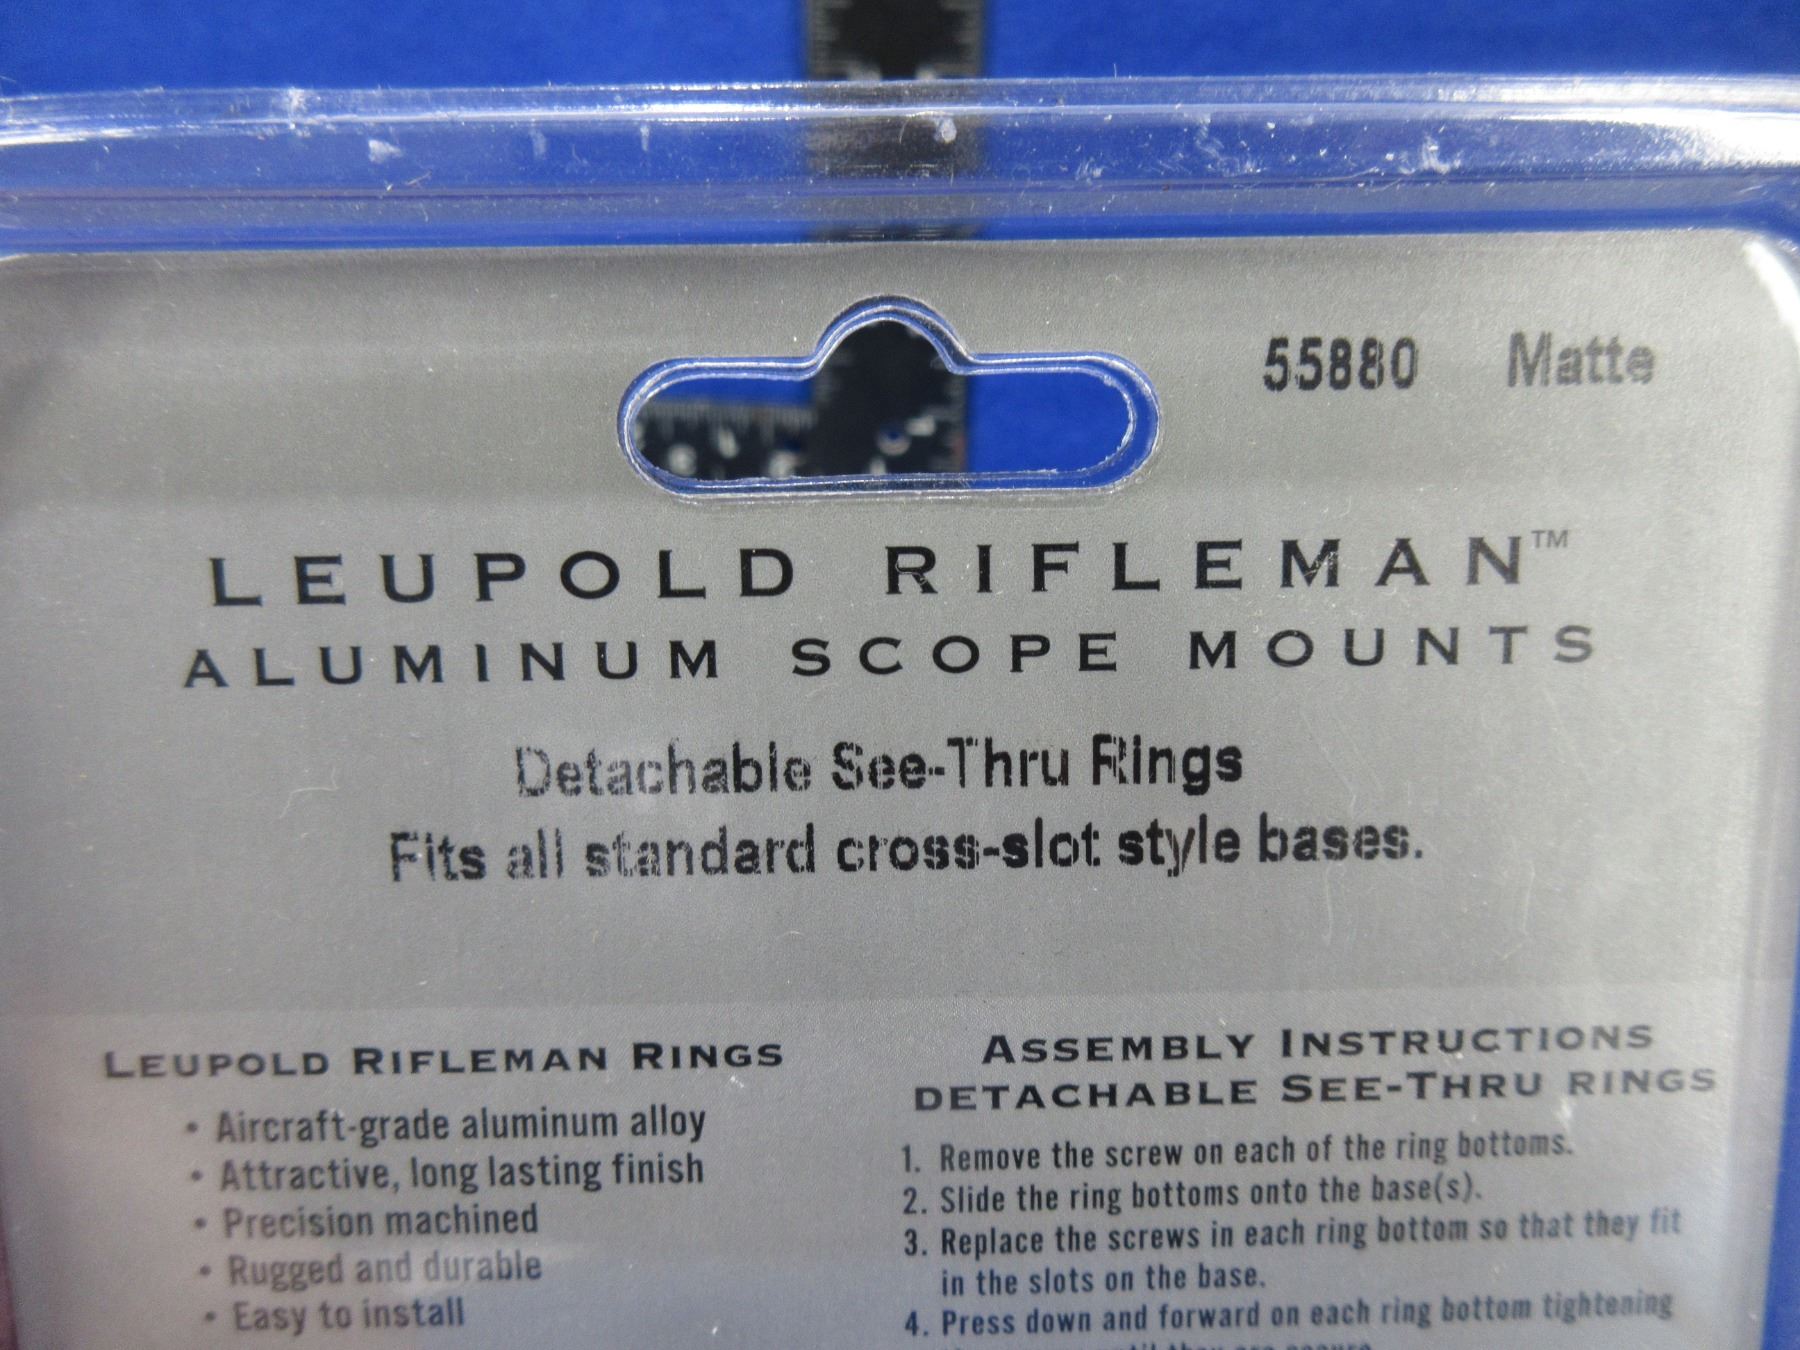 55880 Matte
LEUPOLD RIFLEMAN™
ALUMINUM SCOPE MOUNTS
Detachable See-Thru Rings
Fits all standard cross-slot style bases.
LEUPOLD RIFLEMAN RINGS
• Aircraft-grade aluminum alloy
• Attractive, long lasting finish
• Precision machined
• Rugged and durable
• Easy to install
ASSEMBLY INSTRUCTIONS
DETACHABLE SEE-THRU RINGS
1. Remove the screw on each of the ring bottoms.
2. Slide the ring bottoms onto the base(s).
3. Replace the screws in each ring bottom so that they fit
in the slots on the base.
4. Press down and forward on each ring bottom tightening